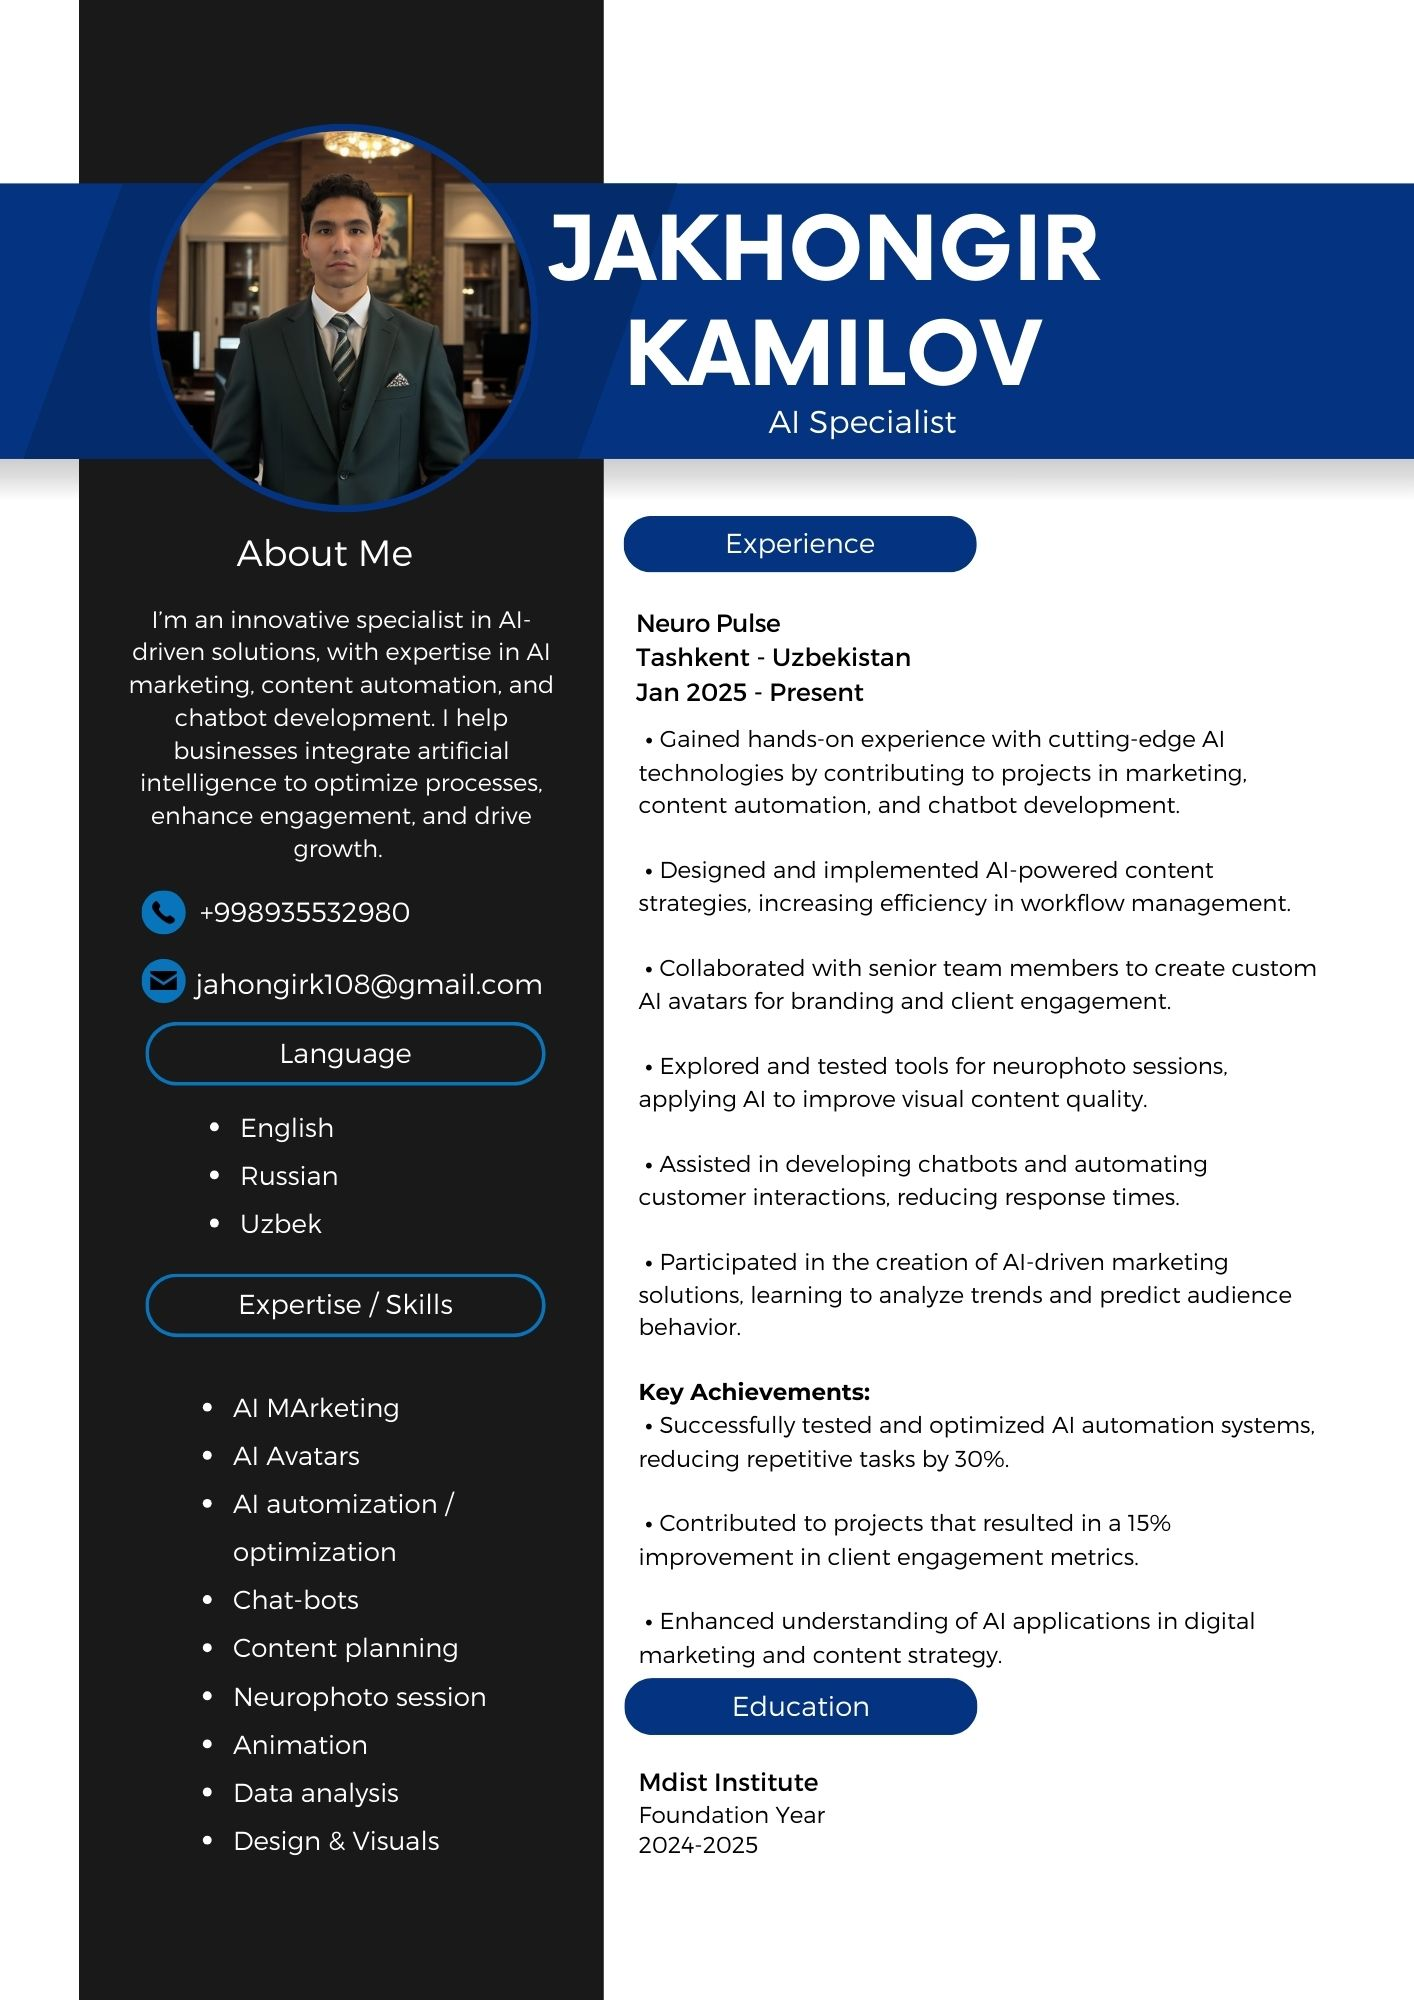 JAKHONGIR
KAMILOV
AI Specialist
About Me
I'm an innovative specialist in AI-
driven solutions, with expertise in AI
marketing, content automation, and
chatbot development. I help
businesses integrate artificial
intelligence to optimize processes,
enhance engagement, and drive
growth.
+998935532980
jahongirk108@gmail.com
Language
• English
• Russian
• Uzbek
Expertise / Skills
• AI MArketing
• AI Avatars
• AI automization /
optimization
• Chat-bots
• Content planning
• Neurophoto session
• Animation
• Data analysis
• Design & Visuals
Experience
Neuro Pulse
Tashkent - Uzbekistan
Jan 2025 - Present
• Gained hands-on experience with cutting-edge AI
technologies by contributing to projects in marketing,
content automation, and chatbot development.
• Designed and implemented AI-powered content
strategies, increasing efficiency in workflow management.
• Collaborated with senior team members to create custom
AI avatars for branding and client engagement.
• Explored and tested tools for neurophoto sessions,
applying AI to improve visual content quality.
• Assisted in developing chatbots and automating
customer interactions, reducing response times.
• Participated in the creation of AI-driven marketing
solutions, learning to analyze trends and predict audience
behavior.
Key Achievements:
• Successfully tested and optimized AI automation systems,
reducing repetitive tasks by 30%.
• Contributed to projects that resulted in a 15%
improvement in client engagement metrics.
• Enhanced understanding of AI applications in digital
marketing and content strategy.
Education
Mdist Institute
Foundation Year
2024-2025